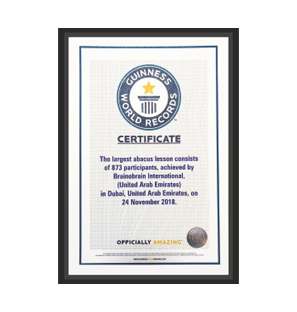 GUINNESS
WORLD RECORDS
CERTIFICATE
The largest abacus lesson consists
of 873 participants, achieved by
Brainobrain International,
(United Arab Emirates)
in Dubai, United Arab Emirates, on
24 November 2018.
OFFICIALLY AMAZING